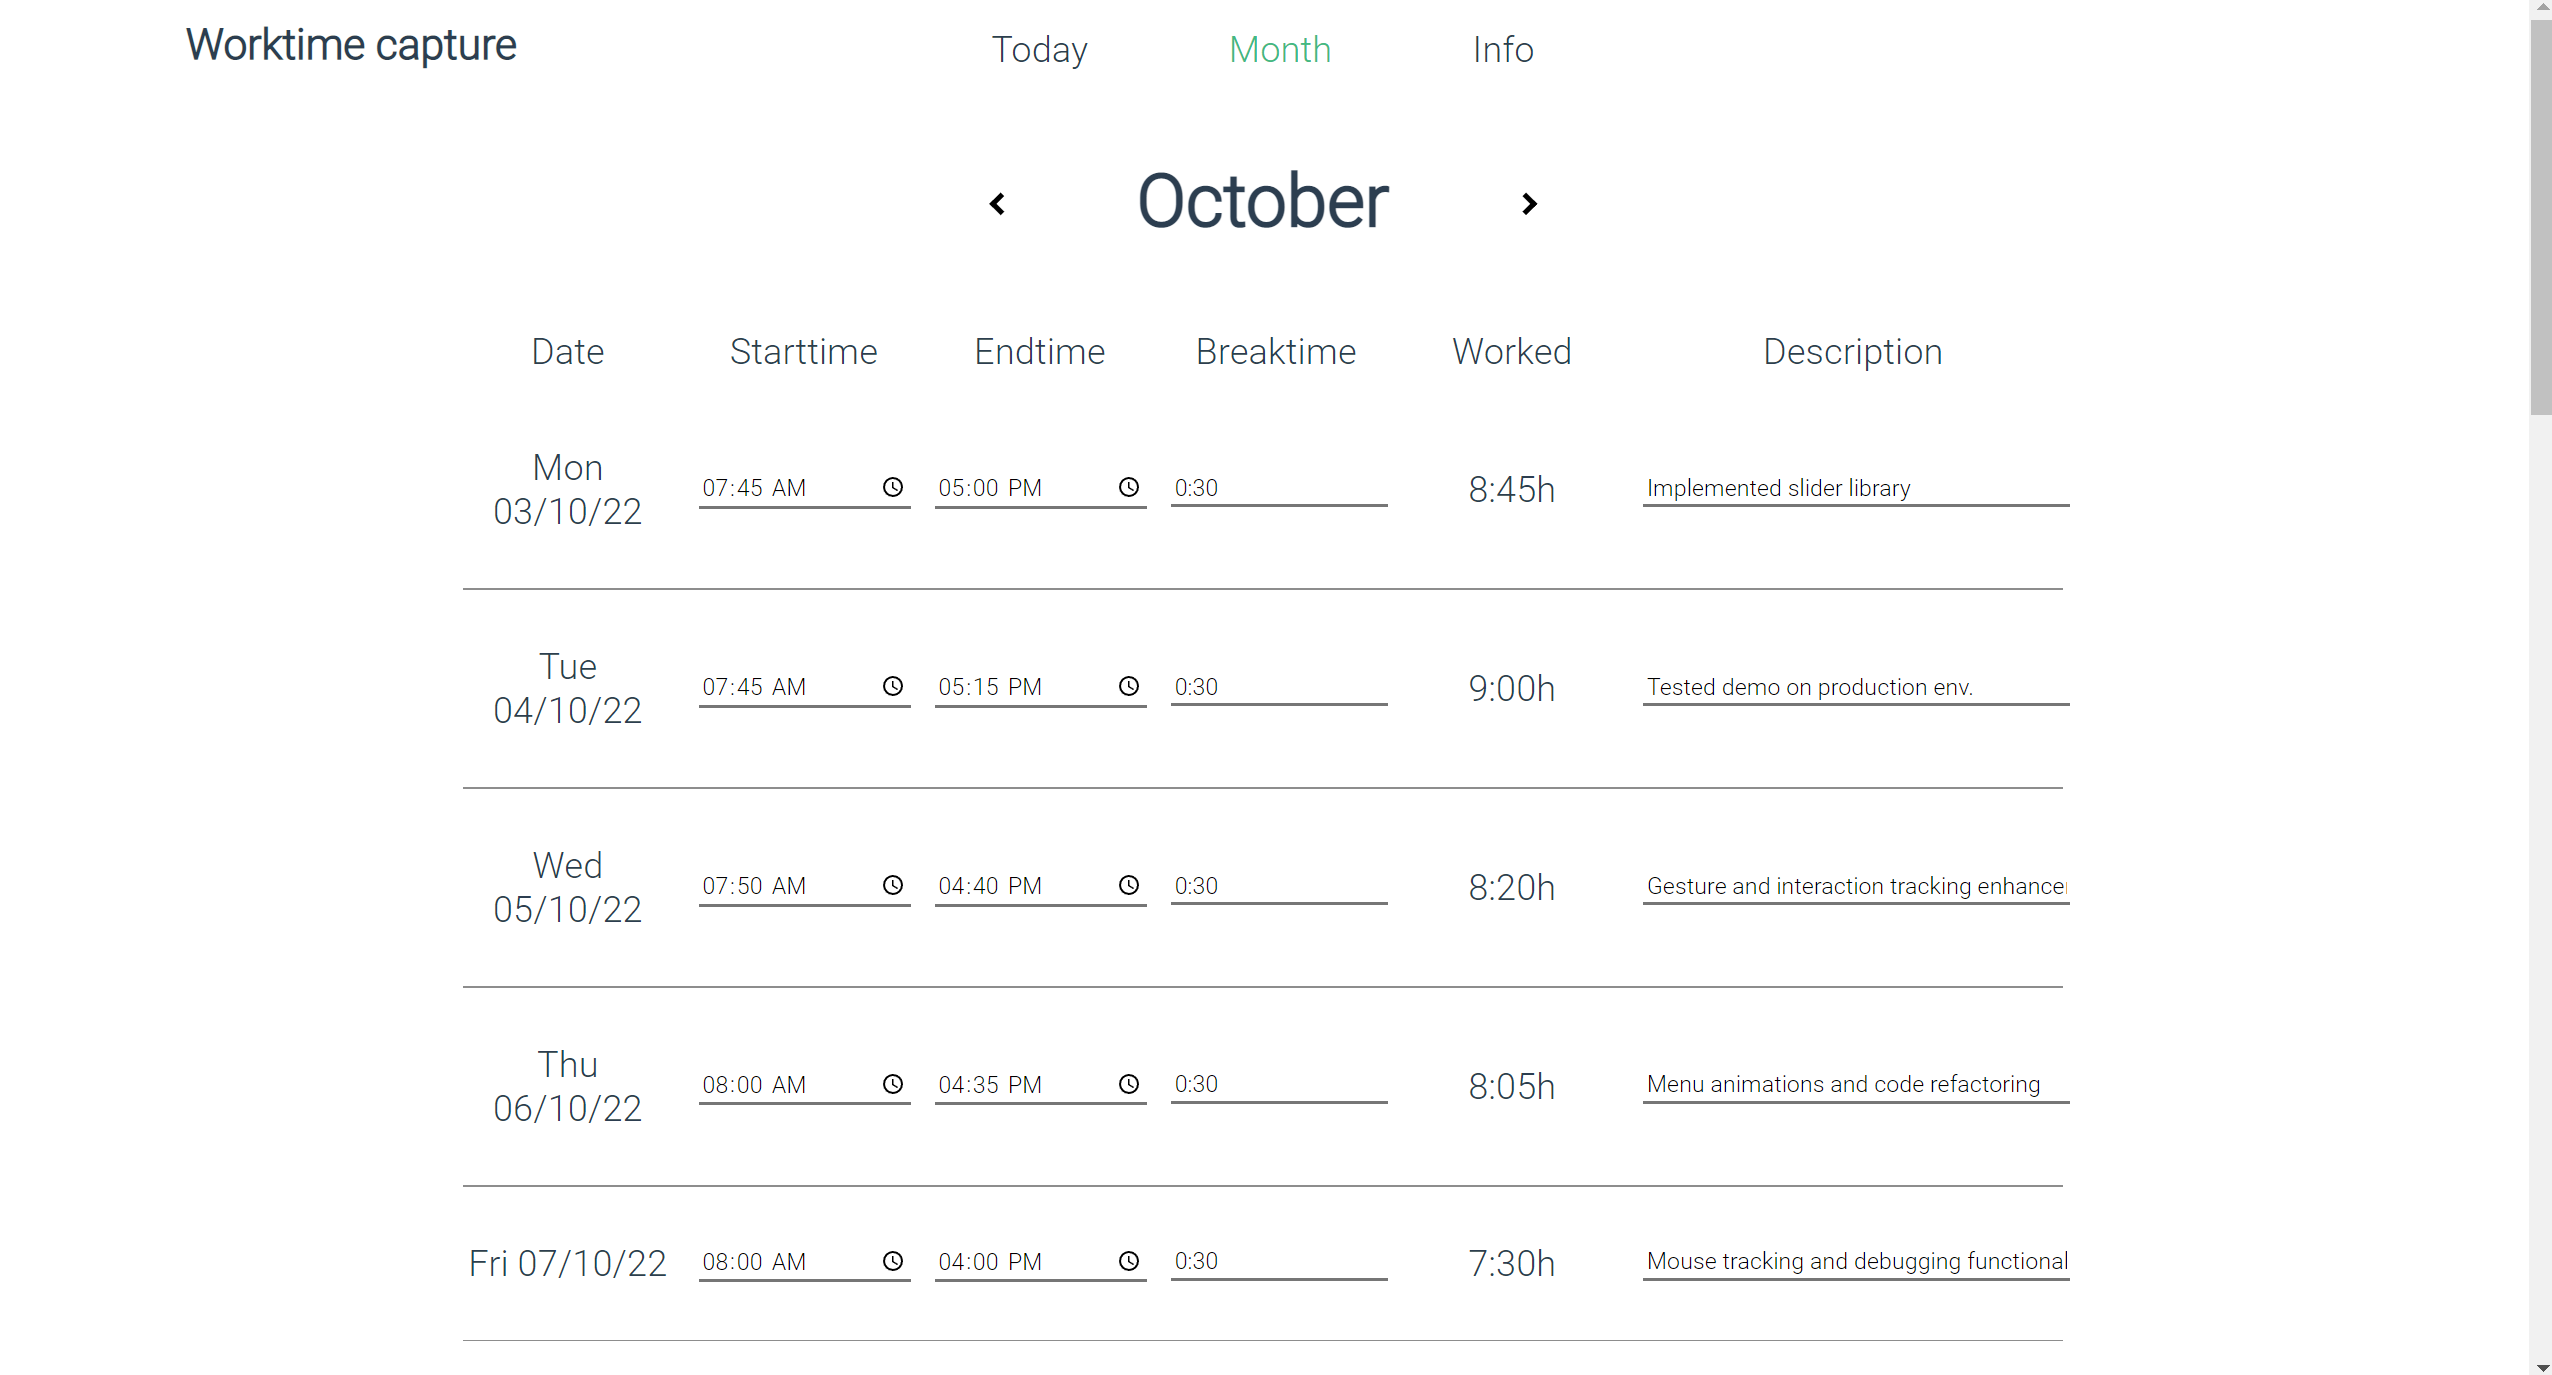 Worktime capture
Today Month Info
October
Date Starttime Endtime Breaktime Worked Description
Mon
03/10/22
07:45 AM 05:00 PM 0:30 8:45h Implemented slider library
Tue
04/10/22
07:45 AM 05:15 PM 0:30 9:00h Tested demo on production env.
Wed
05/10/22
07:50 AM 04:40 PM 0:30 8:20h Gesture and interaction tracking
Thu
06/10/22
08:00 AM 04:35 PM 0:30 8:05h Menu animations and code refactoring
Fri 07/10/22 08:00 AM 04:00 PM 0:30 7:30h Mouse tracking and debugging functional